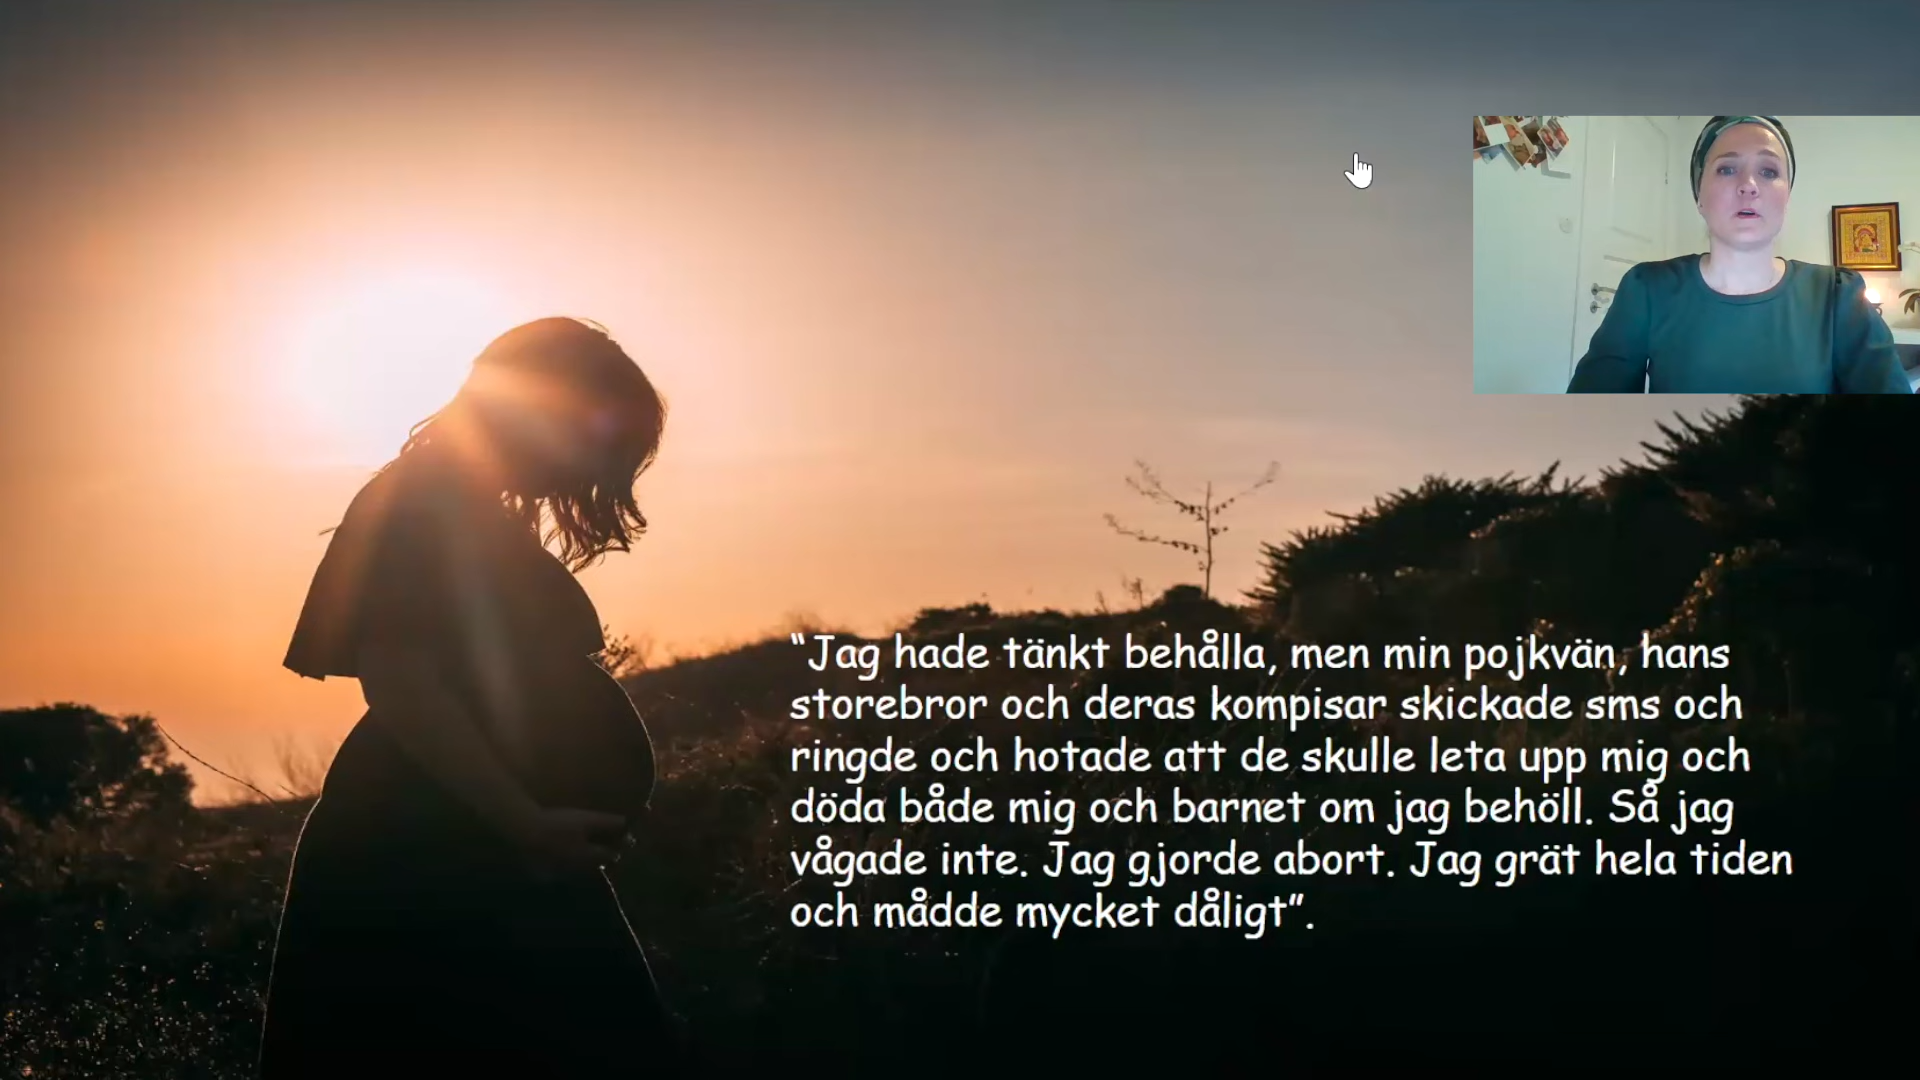 “Jag hade tänkt behålla, men min pojkvän, hans
storebror och deras kompisar skickade sms och
ringde och hotade att de skulle leta upp mig och
döda både mig och barnet om jag behöll. Så jag
vågade inte. Jag gjorde abort. Jag grät hela tiden
och mådde mycket dåligt”.